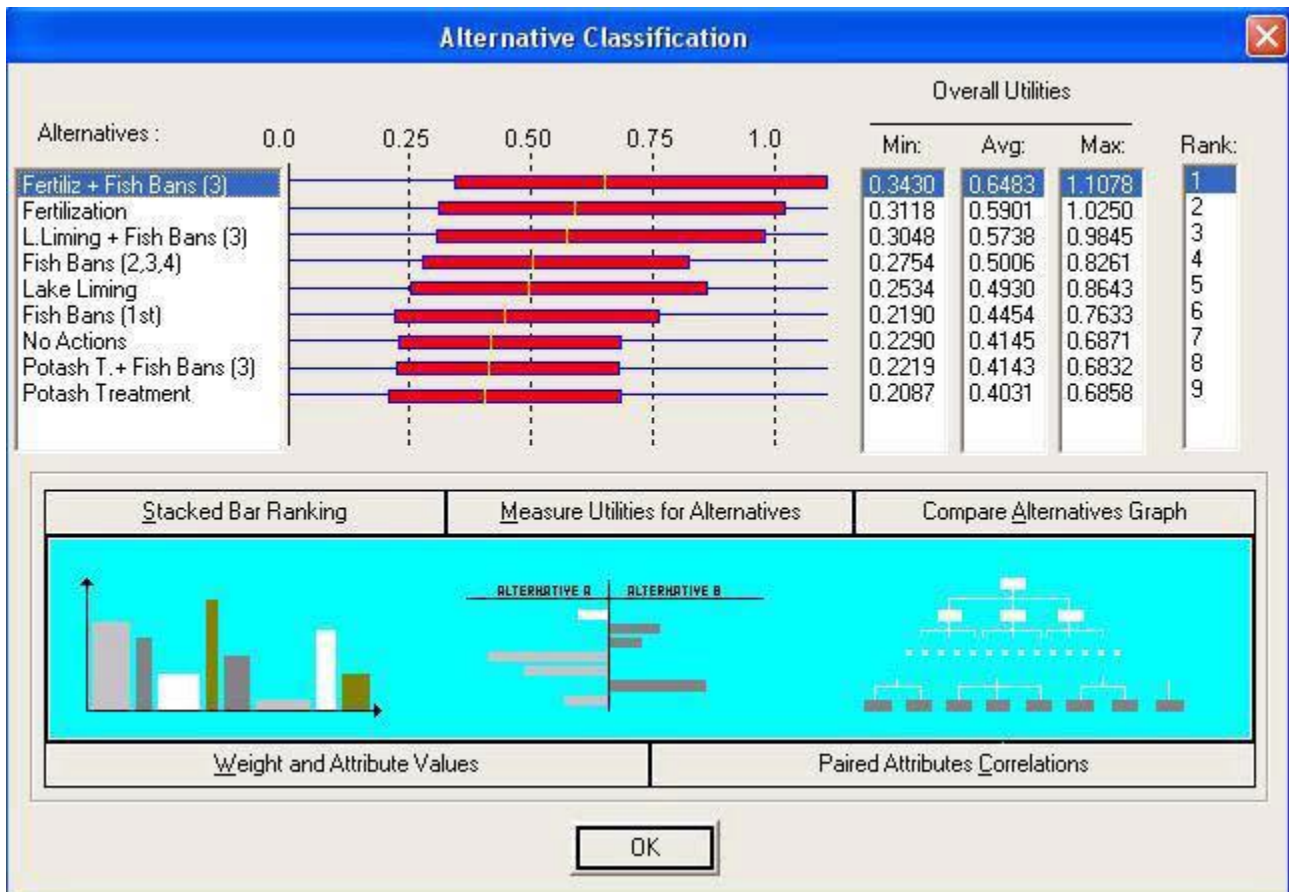 Alternative Classification
Overall Utilities
Alternatives : 0.0 0.25 0.50 0.75 1.0 Min: Avg: Max: Rank:
Fertiliz + Fish Bans (3) 0.3430 0.6483 1.1078 1
Fertilization 0.3118 0.5901 1.0250 2
L.Liming + Fish Bans (3) 0.3048 0.5738 0.9845 3
Fish Bans (2,3,4) 0.2754 0.5006 0.8261 4
Lake Liming 0.2534 0.4930 0.8643 5
Fish Bans (1st) 0.2190 0.4454 0.7633 6
No Actions 0.2290 0.4145 0.6871 7
Potash T.+ Fish Bans (3) 0.2219 0.4143 0.6832 8
Potash Treatment 0.2087 0.4031 0.6858 9
Stacked Bar Ranking Measure Utilities for Alternatives Compare Alternatives Graph
ALTERNATIVE A ALTERNATIVE B
Weight and Attribute Values Paired Attributes Correlations
OK